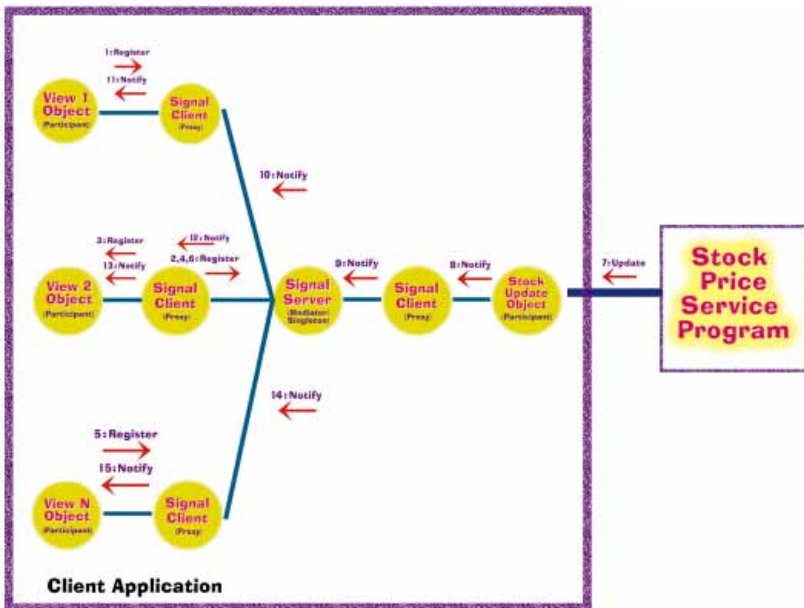 1:Register
11:Notify
View 1
Object
(Participant)
Signal
Client
(Proxy)
10:Notify
3:Register
13:Notify
12:Notify
2,4,6:Register
View 2
Object
(Participant)
Signal
Client
(Proxy)
Signal
Server
(Mediator/
Singleton)
9:Notify
Signal
Client
(Proxy)
8:Notify
Stock
Update
Object
(Participant)
7:Update
Stock
Price
Service
Program
14:Notify
5:Register
15:Notify
View N
Object
(Participant)
Signal
Client
(Proxy)
Client Application